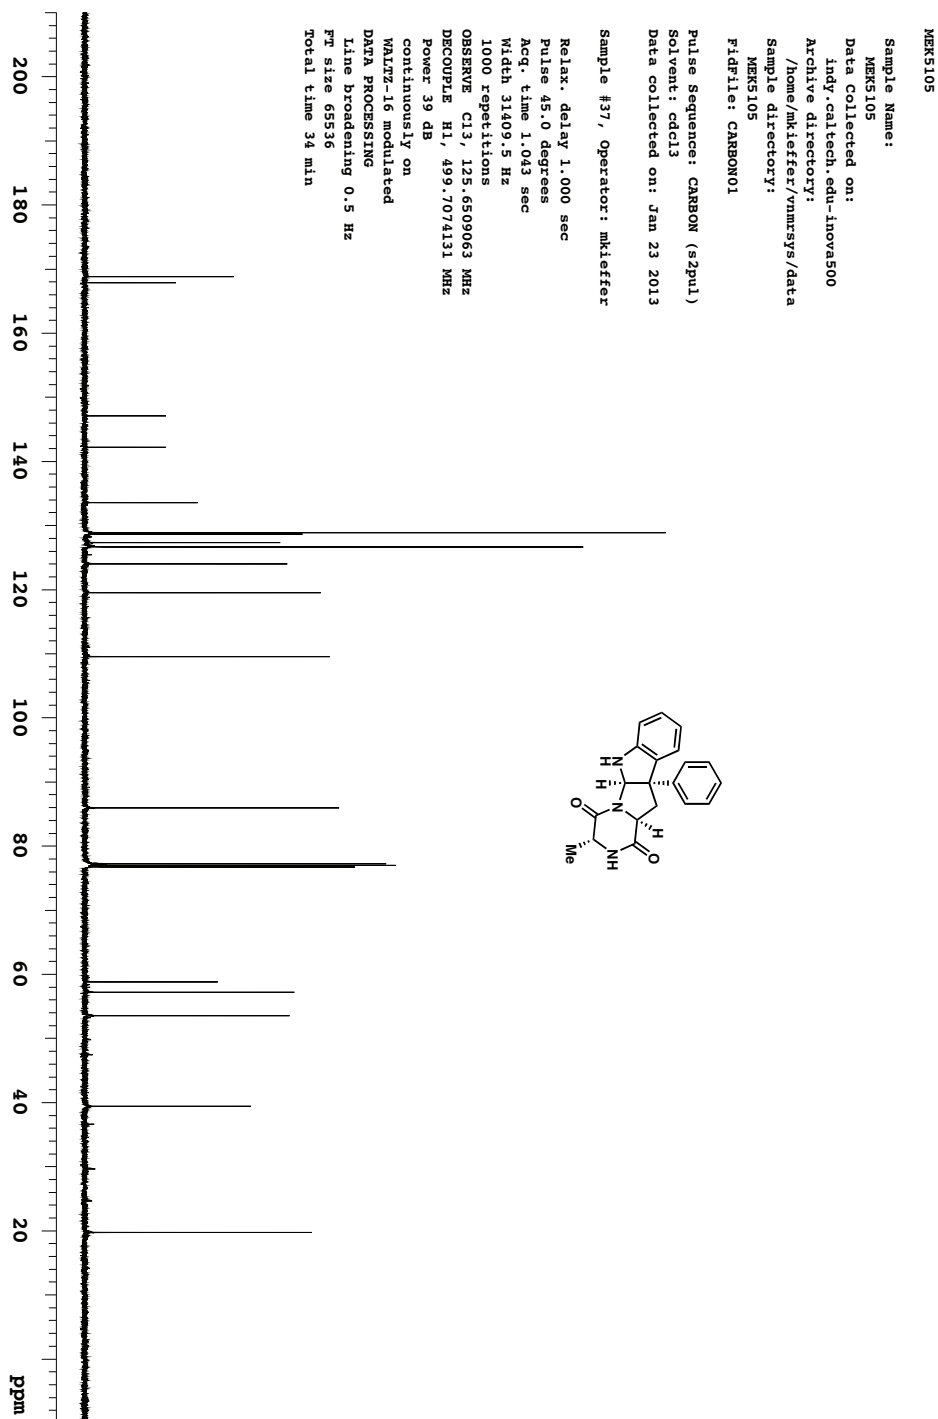 MEK5105
Sample Name:
MEK5105
Data Collected on:
indy.caltech.edu-inova500
Archive directory:
/home/mkieffer/vnmrsys/data
Sample directory:
MEK5105
FidFile: CARBON01
Pulse Sequence: CARBON (s2pul)
Solvent: cdcl3
Data collected on: Jan 23 2013
Sample #37, Operator: mkieffer
Relax. delay 1.000 sec
Pulse 45.0 degrees
Acq. time 1.043 sec
Width 31409.5 Hz
1000 repetitions
OBSERVE C13, 125.6509063 MHz
DECOUPLE H1, 499.7074131 MHz
Power 39 dB
continuously on
WALTZ-16 modulated
DATA PROCESSING
Line broadening 0.5 Hz
FT size 65536
Total time 34 min
N
H
H
N
H
O
O
NH
Me
200 180 160 140 120 100 80 60 40 20 ppm